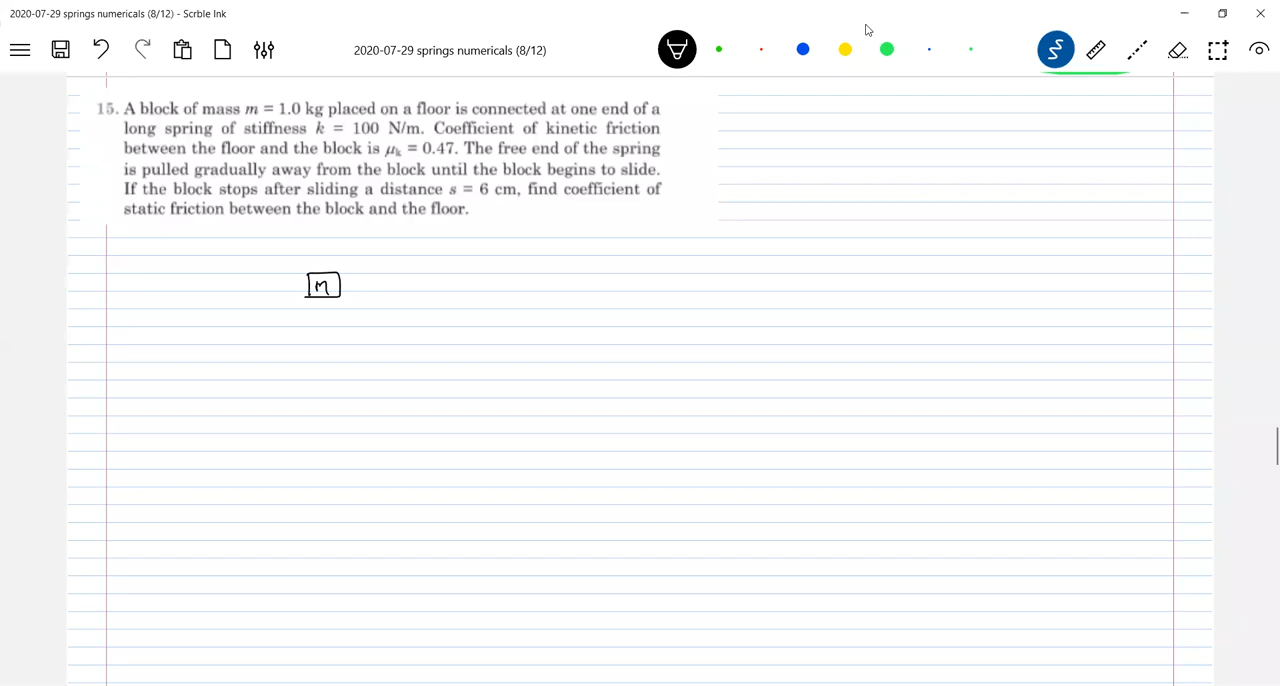 2020-07-29 springs numericals (8/12) - Scrble Ink
2020-07-29 springs numericals (8/12)
15. A block of mass m = 1.0 kg placed on a floor is connected at one end of a
long spring of stiffness k = 100 N/m. Coefficient of kinetic friction
between the floor and the block is μk = 0.47. The free end of the spring
is pulled gradually away from the block until the block begins to slide.
If the block stops after sliding a distance s = 6 cm, find coefficient of
static friction between the block and the floor.
m